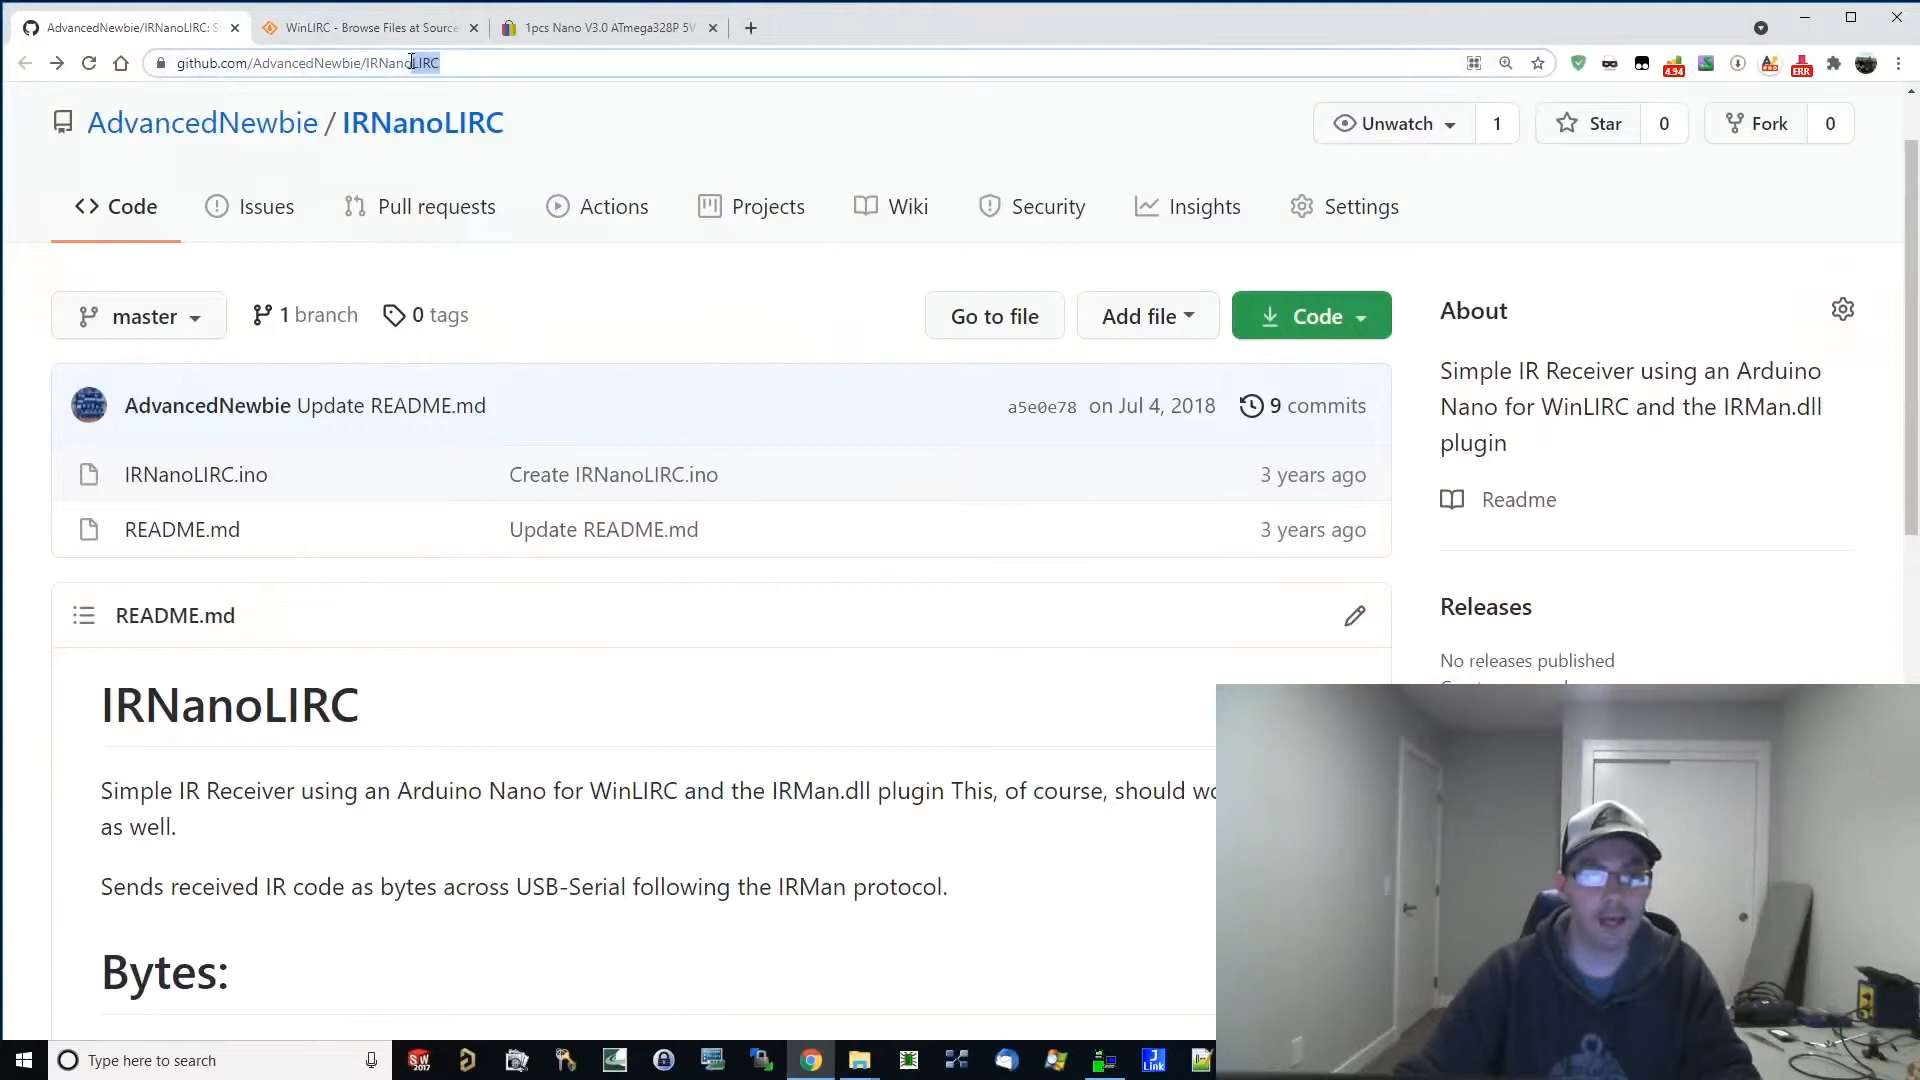 AdvancedNewbie/IRNanoLIRC: S
WinLIRC - Browse Files at Source
1pcs Nano V3.0 ATmega328P 5V
github.com/AdvancedNewbie/IRNanoLIRC
4.94
ERR
AdvancedNewbie / IRNanoLIRC
Unwatch 1
Star 0
Fork 0
Code
Issues
Pull requests
Actions
Projects
Wiki
Security
Insights
Settings
master
1 branch
0 tags
Go to file
Add file
Code
About
Simple IR Receiver using an Arduino
Nano for WinLIRC and the IRMan.dll
plugin
Readme
AdvancedNewbie Update README.md a5e0e78 on Jul 4, 2018 9 commits
IRNanoLIRC.ino Create IRNanoLIRC.ino 3 years ago
README.md Update README.md 3 years ago
Releases
No releases published
README.md
IRNanoLIRC
Simple IR Receiver using an Arduino Nano for WinLIRC and the IRMan.dll plugin This, of course, should wo
as well.
Sends received IR code as bytes across USB-Serial following the IRMan protocol.
Bytes:
Type here to search
SW
2017
J
Link